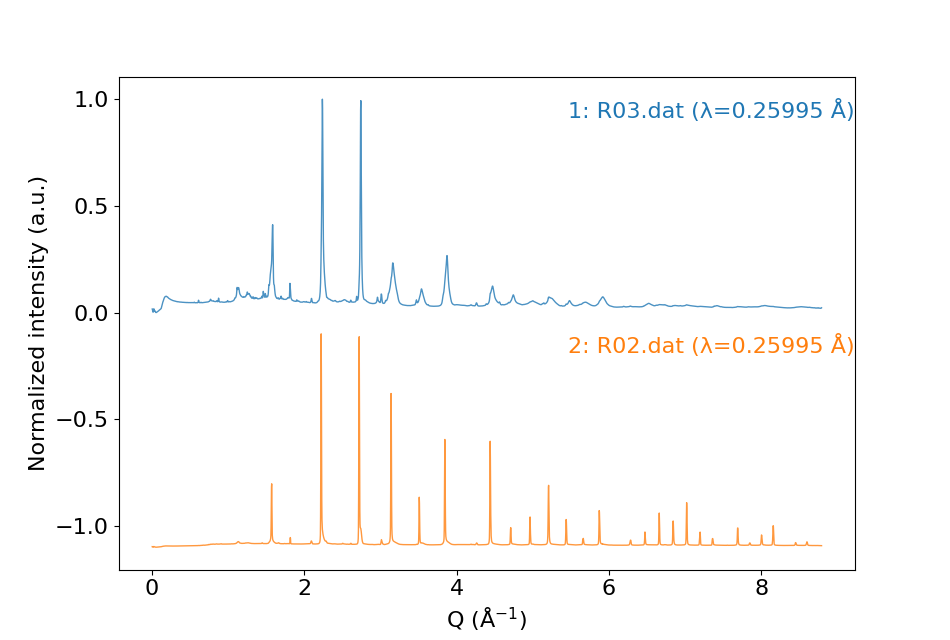 1.0
0.5
0.0
−0.5
−1.0
Normalized intensity (a.u.)
1: R03.dat (λ=0.25995 Å)
2: R02.dat (λ=0.25995 Å)
0 2 4 6 8
Q (Å⁻¹)